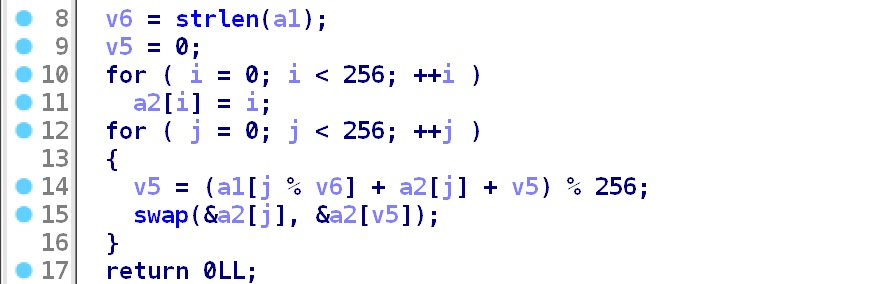 8 v6 = strlen(a1);
9 v5 = 0;
10 for ( i = 0; i < 256; ++i )
11 a2[i] = i;
12 for ( j = 0; j < 256; ++j )
13 {
14 v5 = (a1[j % v6] + a2[j] + v5) % 256;
15 swap(&a2[j], &a2[v5]);
16 }
17 return 0LL;